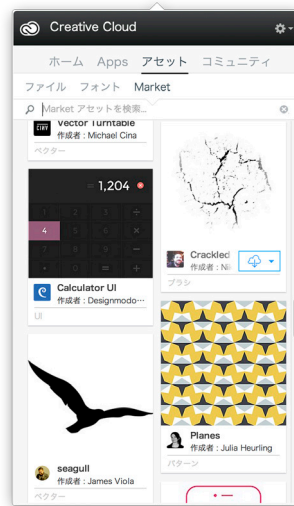 Creative Cloud
ホーム Apps アセット コミュニティ
ファイル フォント Market
Market アセットを検索...
Vector Turntable
作成者 : Michael Cina
ベクター
= 1,204
4
Calculator UI
作成者 : Designmodo…
UI
seagull
作成者 : James Viola
ベクター
Crackled
作成者 : Ni
ブラシ
Planes
作成者 : Julia Heurling
パターン